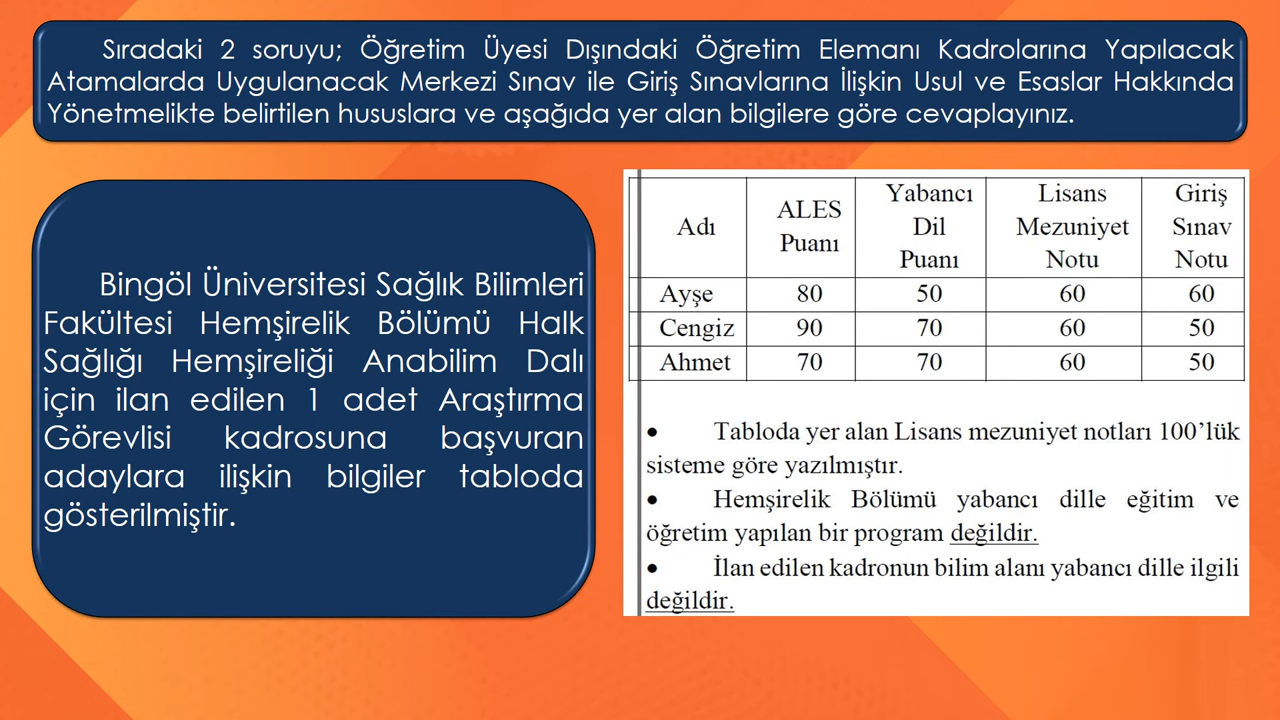 Sıradaki 2 soruyu; Öğretim Üyesi Dışındaki Öğretim Elemanı Kadrolarına Yapılacak
Atamalarda Uygulanacak Merkezi Sınav ile Giriş Sınavlarına İlişkin Usul ve Esaslar Hakkında
Yönetmelikte belirtilen hususlara ve aşağıda yer alan bilgilere göre cevaplayınız.
Bingöl Üniversitesi Sağlık Bilimleri
Fakültesi Hemşirelik Bölümü Halk
Sağlığı Hemşireliği Anabilim Dalı
için ilan edilen 1 adet Araştırma
Görevlisi kadrosuna başvuran
adaylara ilişkin bilgiler tabloda
gösterilmiştir.
Adı ALES Puanı Yabancı Dil Puanı Lisans Mezuniyet Notu Giriş Sınav Notu
Ayşe 80 50 60 60
Cengiz 90 70 60 50
Ahmet 70 70 60 50
• Tabloda yer alan Lisans mezuniyet notları 100’lük
sisteme göre yazılmıştır.
• Hemşirelik Bölümü yabancı dille eğitim ve
öğretim yapılan bir program değildir.
• İlan edilen kadronun bilim alanı yabancı dille ilgili
değildir.